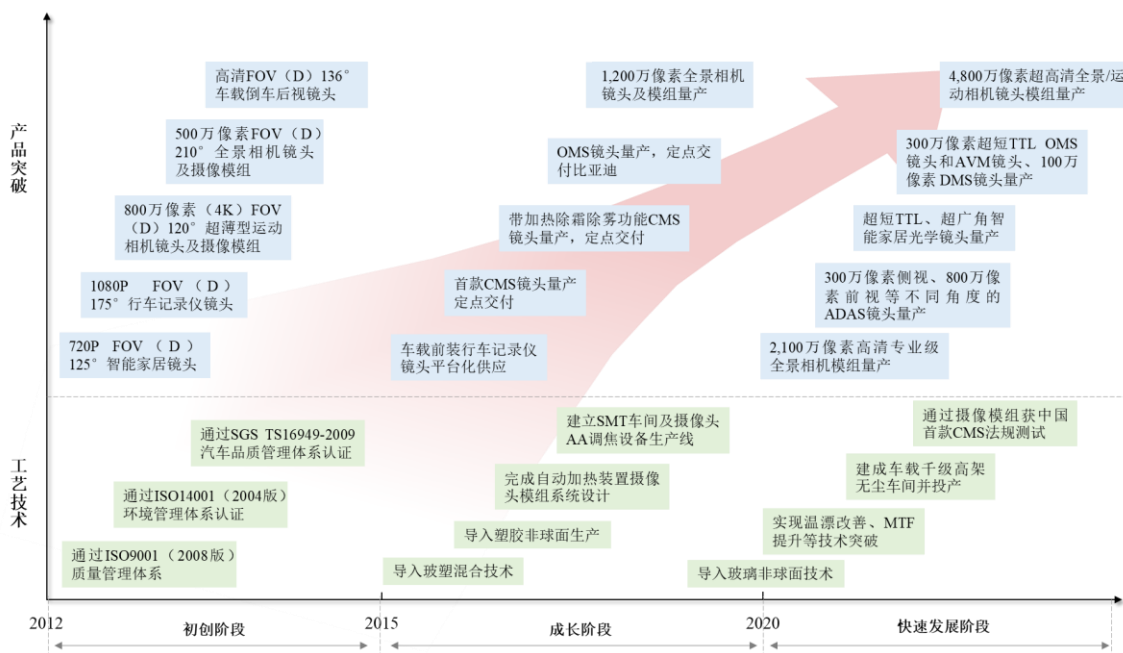 产品突破
高清FOV（D）136°
车载倒车后视镜头
500万像素FOV（D）
210°全景相机镜头
及摄像模组
800万像素（4K）FOV
（D）120°超薄型运动
相机镜头及摄像模组
1080P FOV（D）
175°行车记录仪镜头
720P FOV（D）
125°智能家居镜头
1,200万像素全景相机
镜头及模组量产
OMS镜头量产，定点交
付比亚迪
带加热除霜除雾功能CMS
镜头量产，定点交付
首款CMS镜头量产
定点交付
车载前装行车记录仪
镜头平台化供应
4,800万像素超高清全景/运
动相机镜头模组量产
300万像素超短TTL OMS
镜头和AVM镜头、100万
像素 DMS镜头量产
超短TTL、超广角智
能家居光学镜头量产
300万像素侧视、800万像
素前视等不同角度的
ADAS镜头量产
2,100万像素高清专业级
全景相机模组量产
工艺技术
通过SGS TS16949-2009
汽车品质管理体系认证
通过ISO14001（2004版）
环境管理体系认证
通过ISO9001（2008版）
质量管理体系
建立SMT车间及摄像头
AA调焦设备生产线
完成自动加热装置摄像
头模组系统设计
导入塑胶非球面生产
导入玻塑混合技术
通过摄像模组获中国
首款CMS法规测试
建成车载千级高架
无尘车间并投产
实现温漂改善、MTF
提升等技术突破
导入玻璃非球面技术
2012
2015
2020
初创阶段
成长阶段
快速发展阶段